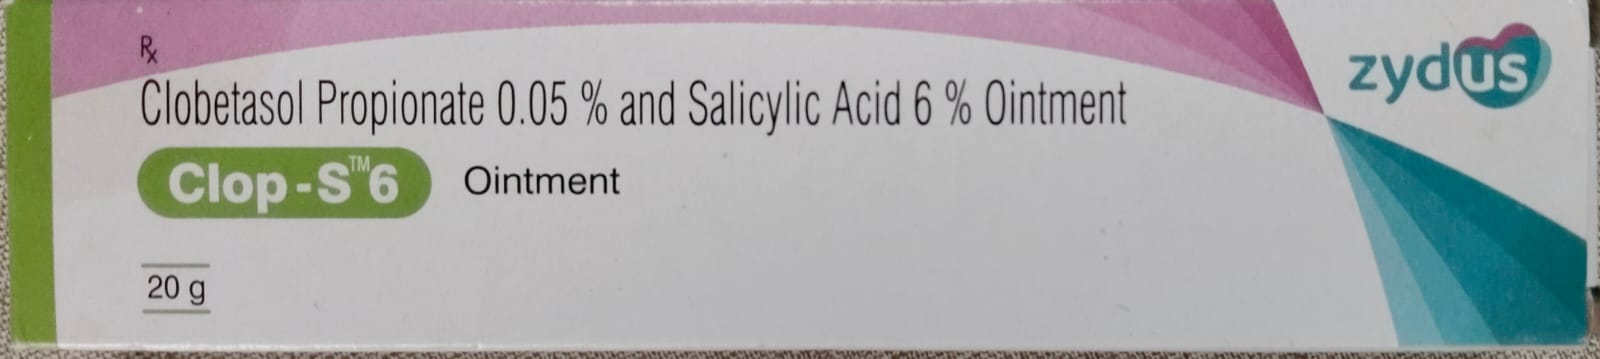 Rx
Clobetasol Propionate 0.05 % and Salicylic Acid 6 % Ointment
Clop-S™6 Ointment
20 g
zydus